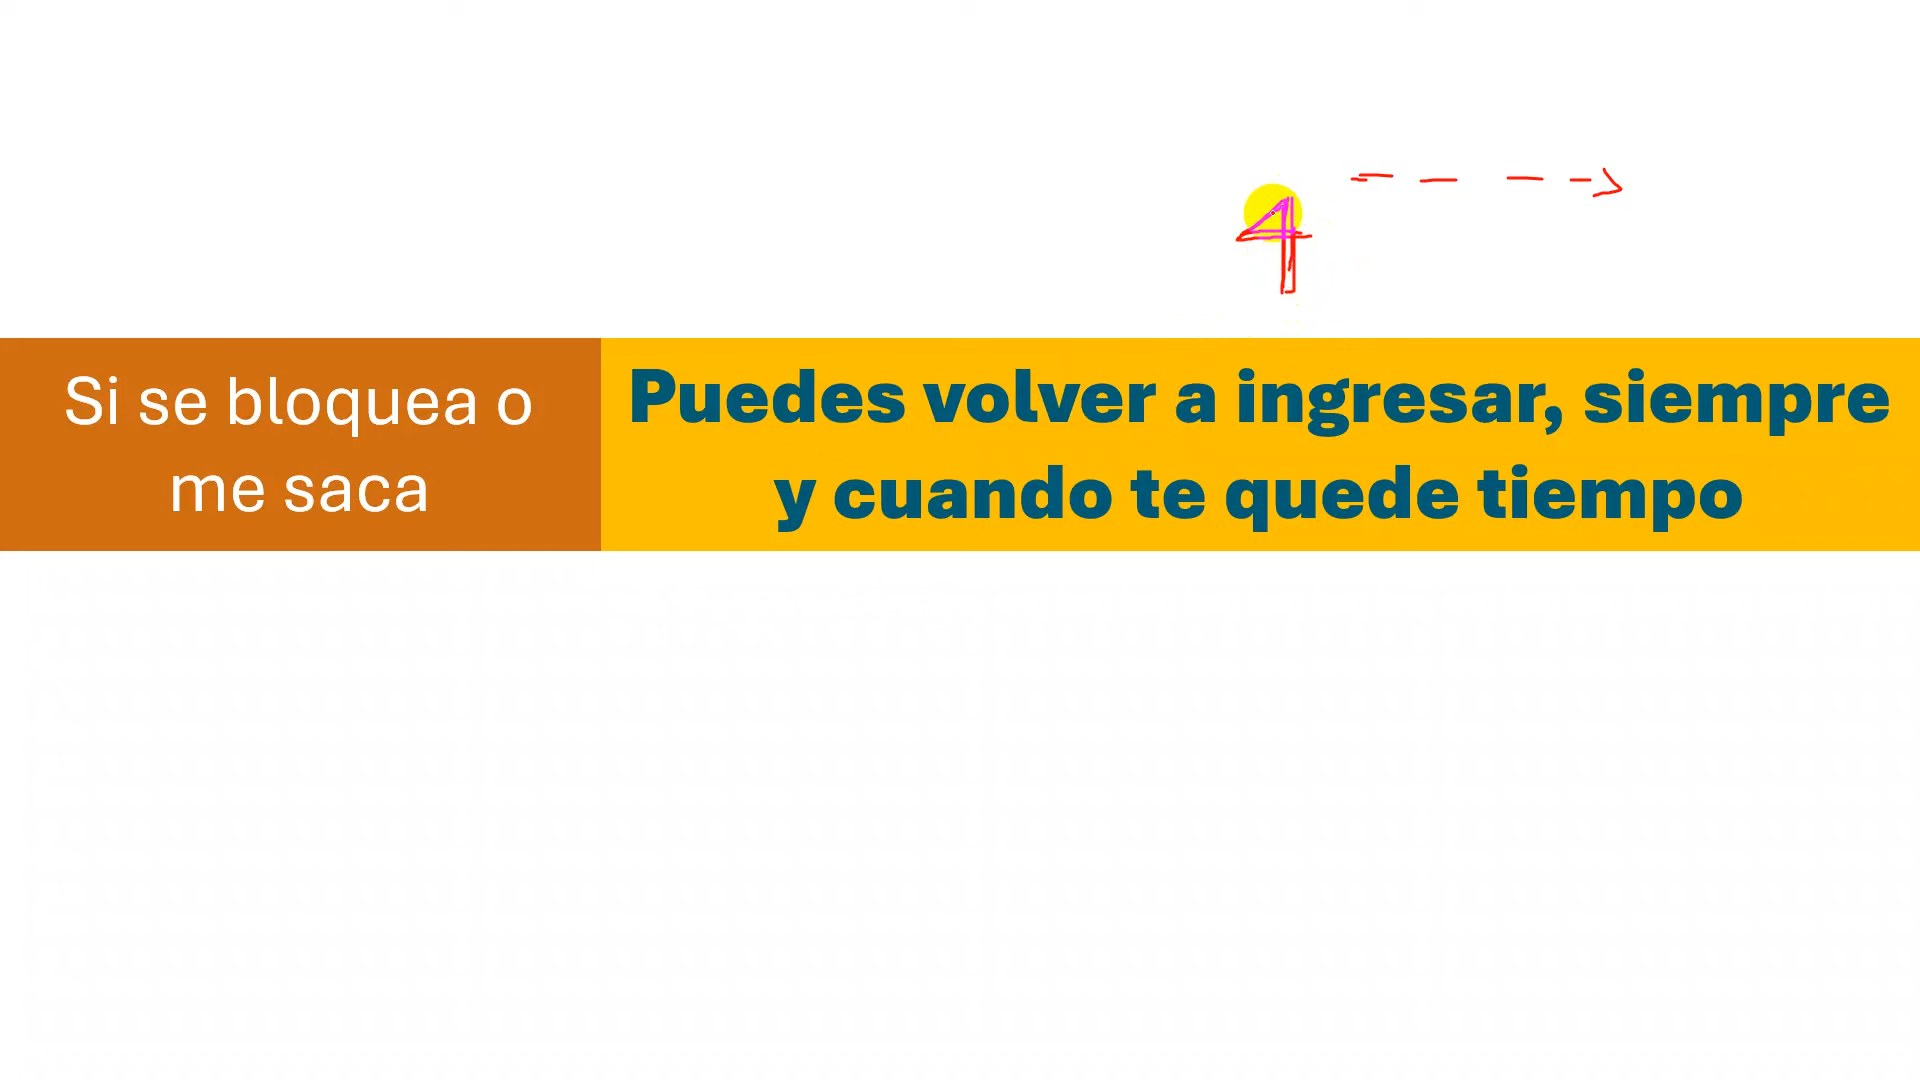 4
Si se bloquea o
me saca
Puedes volver a ingresar, siempre
y cuando te quede tiempo